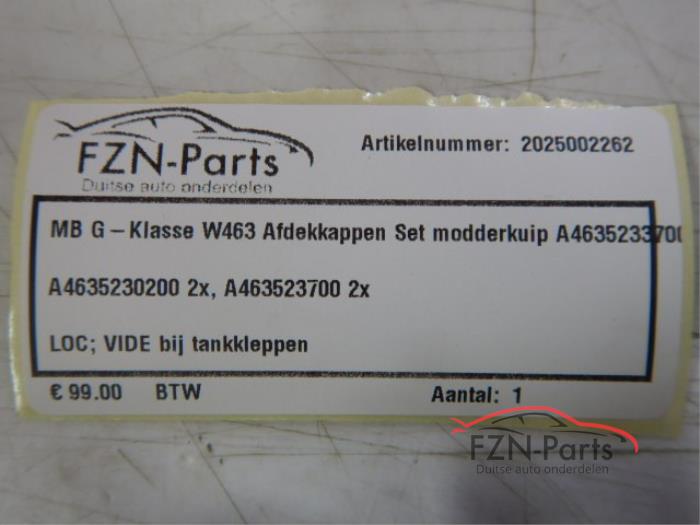 FZN-Parts
Duitse auto onderdelen
Artikelnummer: 2025002262
MB G-Klasse W463 Afdekkappen Set modderkuip A4635233700
A4635230200 2x, A463523700 2x
LOC; VIDE bij tankkleppen
€ 99.00 BTW Aantal: 1
FZN-Parts
Duitse auto onderdelen